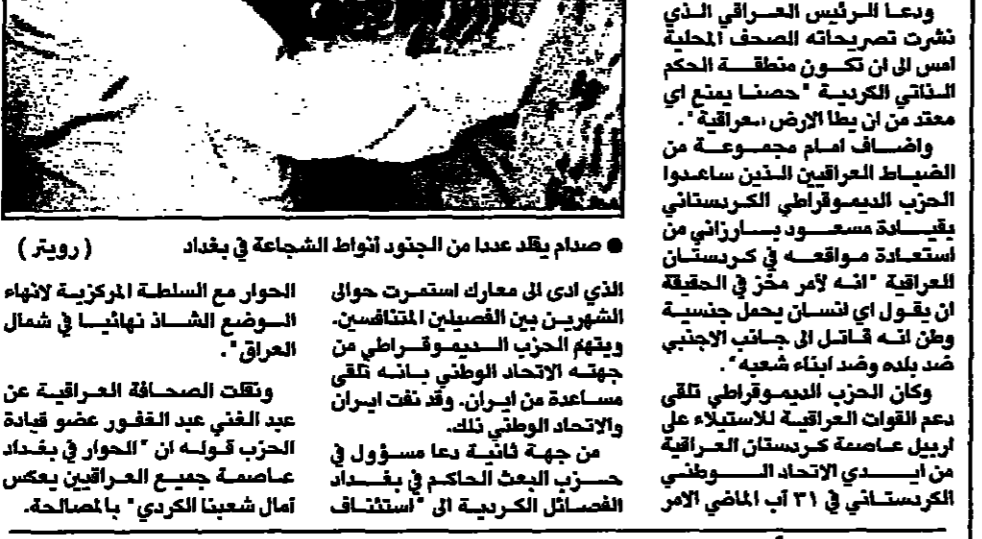 ودعا الرئيس العراقي الذي
نشرت تصريحاته الصحف المحلية
امس الى ان تكون منطقة الحكم
الذاتي الكردية "حصنا يمنع اي
معتد من ان يطا الارض العراقية".
واضاف امام مجموعة من
الضباط العراقيين الذين ساعدوا
الحزب الديموقراطي الكردستاني
بقيادة مسعود بارزاني من
استعادة مواقعه في كردستان
العراقية "انه لأمر مخز في الحقيقة
ان يقول اي انسان يحمل جنسية
وطن انه قاتل الى جانب الاجنبي
ضد بلده وضد ابناء شعبه".
وكان الحزب الديموقراطي تلقى
دعم القوات العراقية للاستيلاء على
اربيل عاصمة كردستان العراقية
من ايدي الاتحاد الوطني
الكردستاني في ٣١ آب الماضي الامر
● صدام يقلد عددا من الجنود أنواط الشجاعة في بغداد (رويتر)
الذي ادى الى معارك استمرت حوالى
الشهرين بين الفصيلين المتنافسين.
ويتهم الحزب الديموقراطي من
جهته الاتحاد الوطني بانه تلقى
مساعدة من ايران. وقد نفت ايران
والاتحاد الوطني ذلك.
من جهة ثانية دعا مسؤول في
حزب البعث الحاكم في بغداد
الفصائل الكردية الى "استئناف
الحوار مع السلطة المركزية لانهاء
الوضع الشاذ نهائيا في شمال
العراق".
ونقلت الصحافة العراقية عن
عبد الغني عبد الغفور عضو قيادة
الحزب قوله ان "الحوار في بغداد
عاصمة جميع العراقيين يعكس
آمال شعبنا الكردي" بالمصالحة.